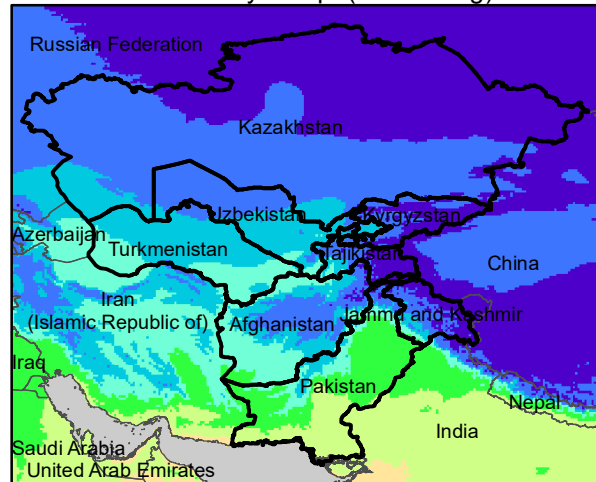 Russian Federation
Kazakhstan
Uzbekistan
Kyrgyzstan
Azerbaijan
Turkmenistan
Tajikistan
China
Iran
(Islamic Republic of)
Afghanistan
Jammu and Kashmir
Iraq
Pakistan
Nepal
India
Saudi Arabia
United Arab Emirates